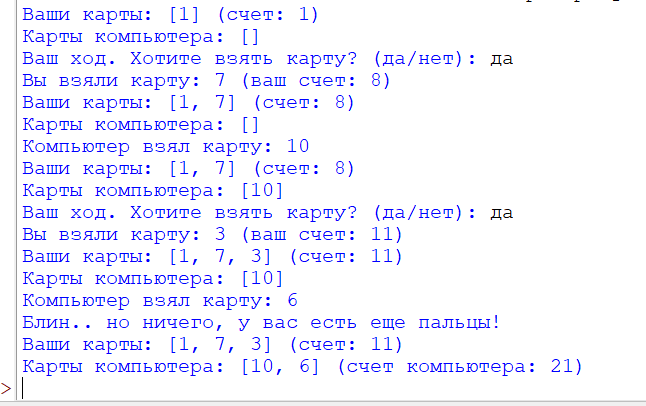 Ваши карты: [1] (счет: 1)
Карты компьютера: []
Ваш ход. Хотите взять карту? (да/нет): да
Вы взяли карту: 7 (ваш счет: 8)
Ваши карты: [1, 7] (счет: 8)
Карты компьютера: []
Компьютер взял карту: 10
Ваши карты: [1, 7] (счет: 8)
Карты компьютера: [10]
Ваш ход. Хотите взять карту? (да/нет): да
Вы взяли карту: 3 (ваш счет: 11)
Ваши карты: [1, 7, 3] (счет: 11)
Карты компьютера: [10]
Компьютер взял карту: 6
Блин.. но ничего, у вас есть еще пальцы!
Ваши карты: [1, 7, 3] (счет: 11)
Карты компьютера: [10, 6] (счет компьютера: 21)
>